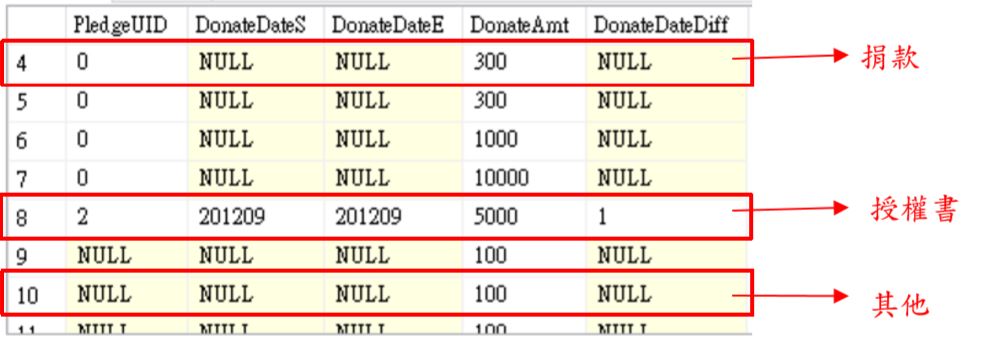 PledgeUID DonateDateS DonateDateE DonateAmt DonateDateDiff
4 0 NULL NULL 300 NULL 捐款
5 0 NULL NULL 300 NULL
6 0 NULL NULL 1000 NULL
7 0 NULL NULL 10000 NULL
8 2 201209 201209 5000 1 授權書
9 NULL NULL NULL 100 NULL
10 NULL NULL NULL 100 NULL 其他
11 NULL NULL NULL 100 NULL